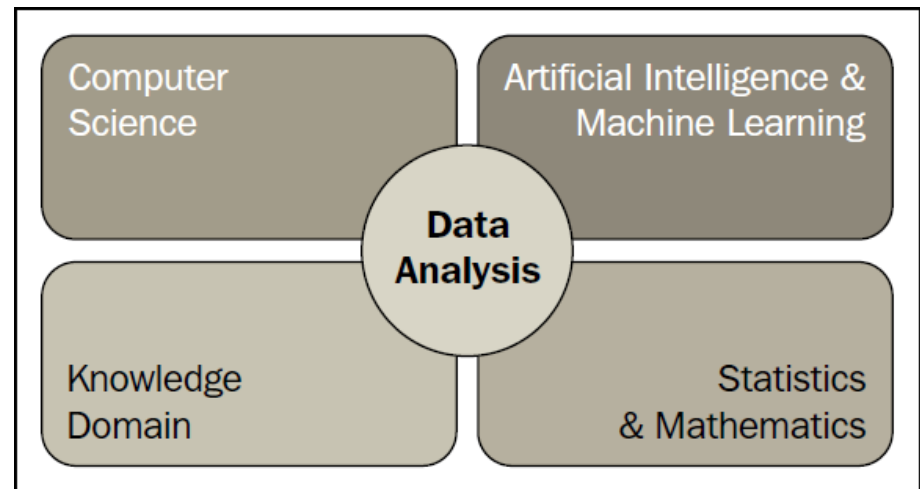 Computer
Science
Artificial Intelligence &
Machine Learning
Data
Analysis
Knowledge
Domain
Statistics
& Mathematics